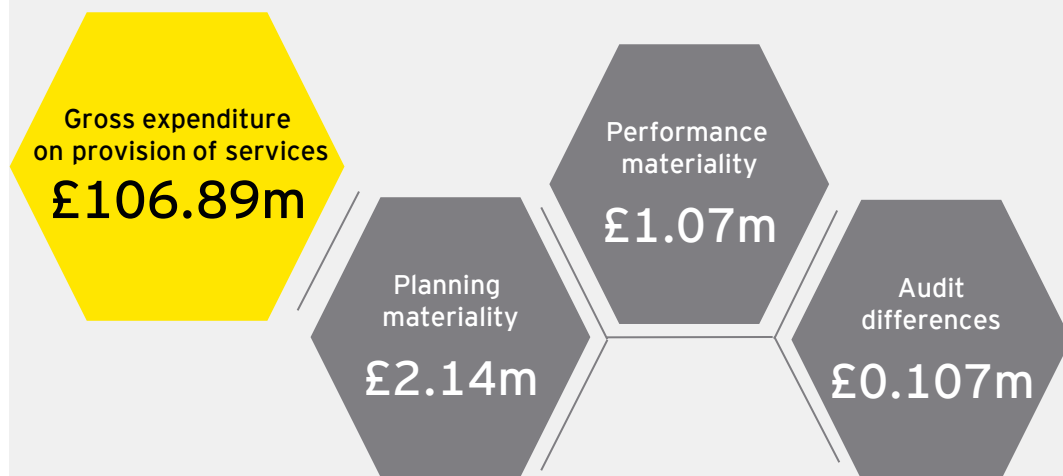 Gross expenditure
on provision of services
£106.89m
Planning
materiality
£2.14m
Performance
materiality
£1.07m
Audit
differences
£0.107m